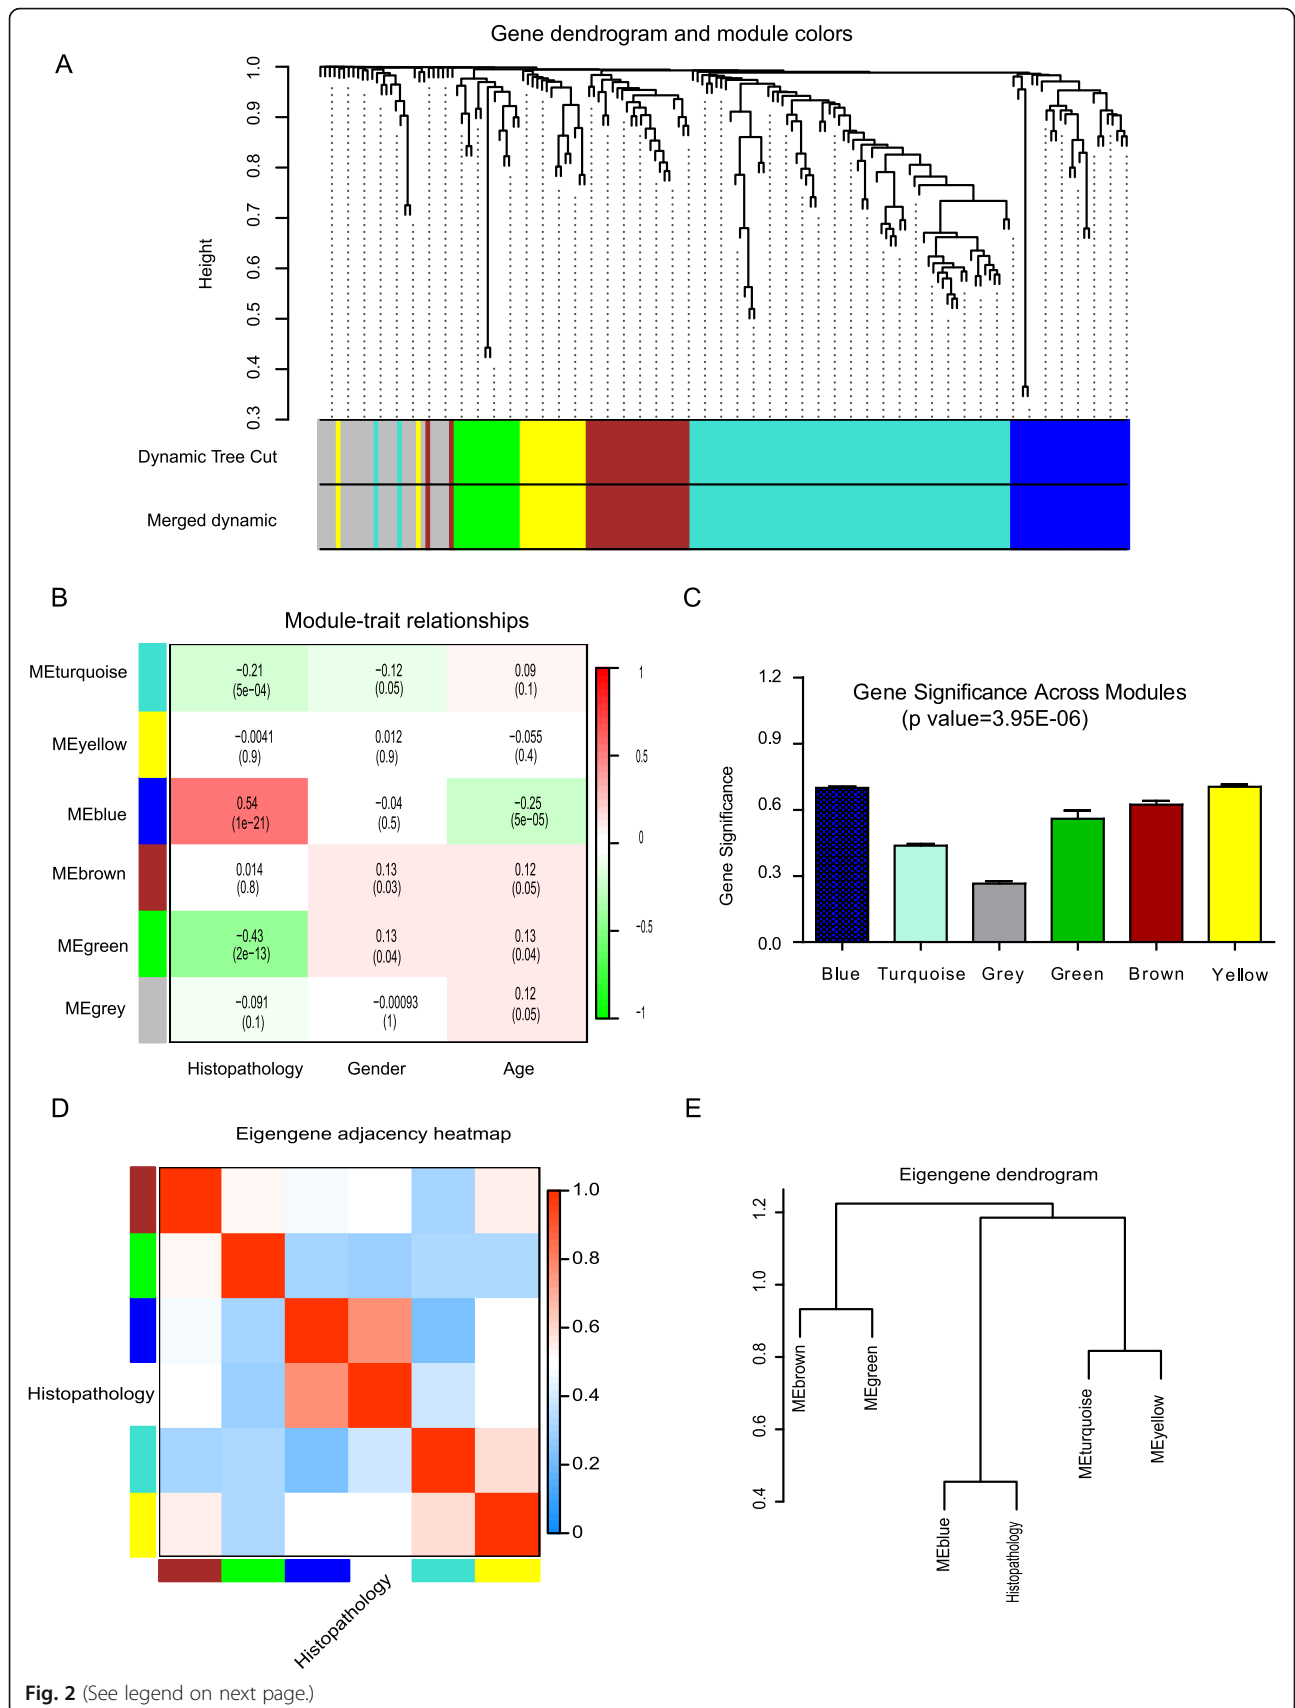 Gene dendrogram and module colors
A
Height
1.0
0.9
0.8
0.7
0.6
0.5
0.4
0.3
Dynamic Tree Cut
Merged dynamic
B
Module-trait relationships
MEturquoise
−0.21
(5e−04)
−0.12
(0.05)
0.09
(0.1)
MEyellow
−0.0041
(0.9)
0.012
(0.9)
−0.055
(0.4)
MEblue
0.54
(1e−21)
−0.04
(0.5)
−0.25
(5e−05)
MEbrown
0.014
(0.8)
0.13
(0.03)
0.12
(0.05)
MEgreen
−0.43
(2e−13)
0.13
(0.04)
0.13
(0.04)
MEgrey
−0.091
(0.1)
−0.00093
(1)
0.12
(0.05)
1
0.5
0
−0.5
−1
Histopathology
Gender
Age
C
Gene Significance Across Modules
(p value=3.95E-06)
Gene Significance
1.2
0.9
0.6
0.3
0.0
Blue
Turquoise
Grey
Green
Brown
Yellow
D
Eigengene adjacency heatmap
Histopathology
1.0
0.8
0.6
0.4
0.2
0
Histopathology
E
Eigengene dendrogram
1.2
1.0
0.8
0.6
0.4
MEbrown
MEgreen
MEblue
Histopathology
MEturquoise
MEyellow
Fig. 2 (See legend on next page.)